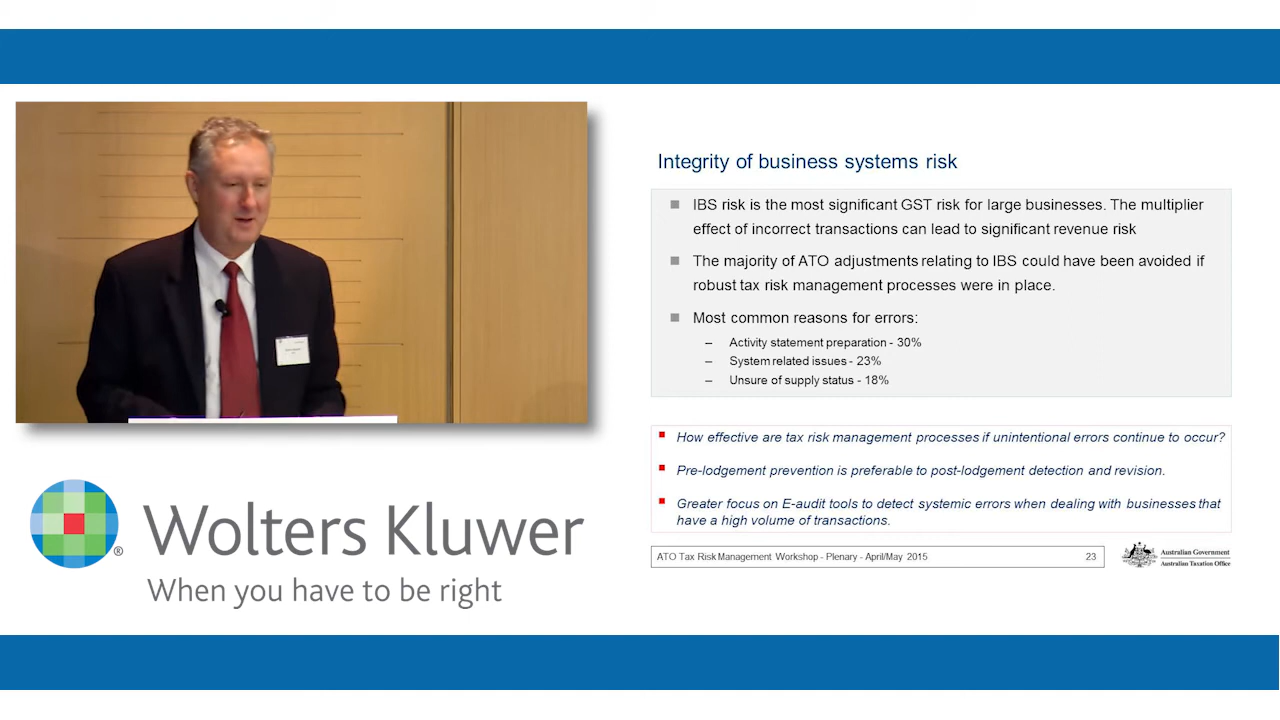 Integrity of business systems risk
IBS risk is the most significant GST risk for large businesses. The multiplier
effect of incorrect transactions can lead to significant revenue risk
The majority of ATO adjustments relating to IBS could have been avoided if
robust tax risk management processes were in place.
Most common reasons for errors:
– Activity statement preparation - 30%
– System related issues - 23%
– Unsure of supply status - 18%
How effective are tax risk management processes if unintentional errors continue to occur?
Pre-lodgement prevention is preferable to post-lodgement detection and revision.
Greater focus on E-audit tools to detect systemic errors when dealing with businesses that
have a high volume of transactions.
ATO Tax Risk Management Workshop - Plenary - April/May 2015 23
Australian Government
Australian Taxation Office
® Wolters Kluwer
When you have to be right